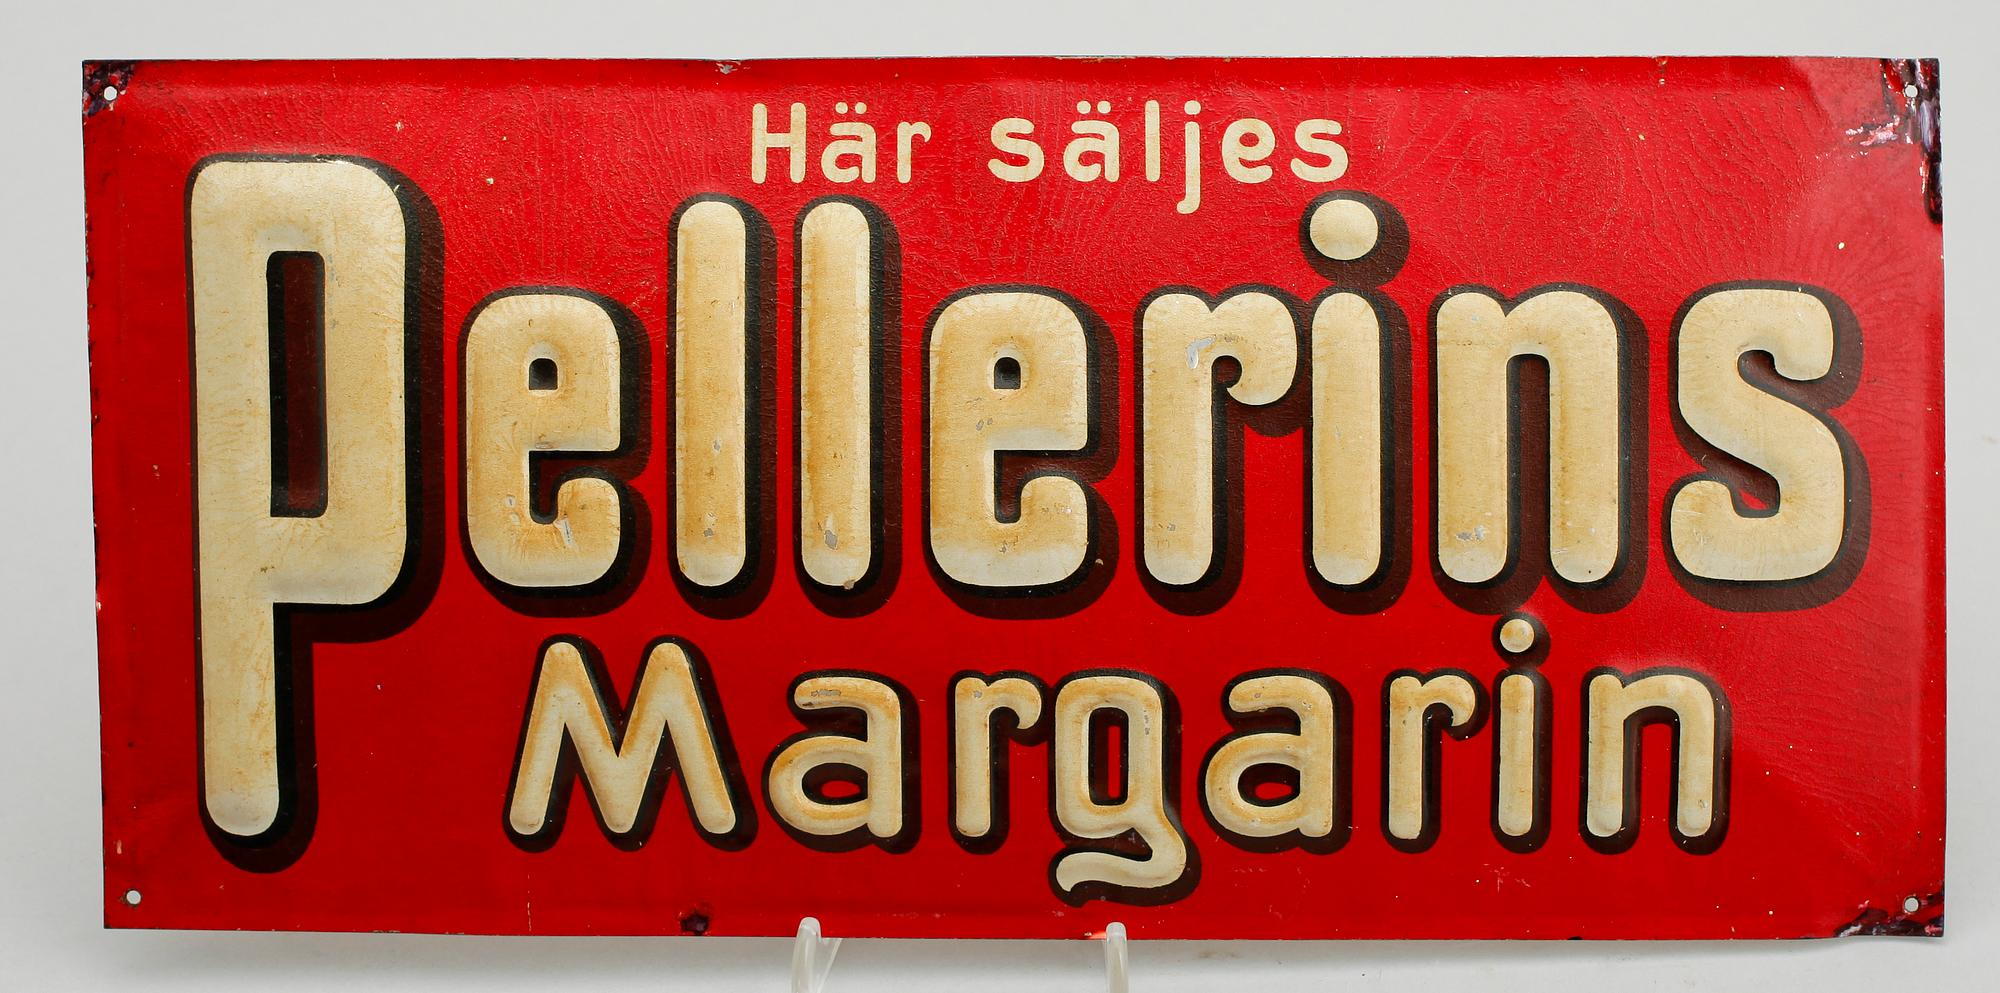 Här säljes
Pellerins
Margarin